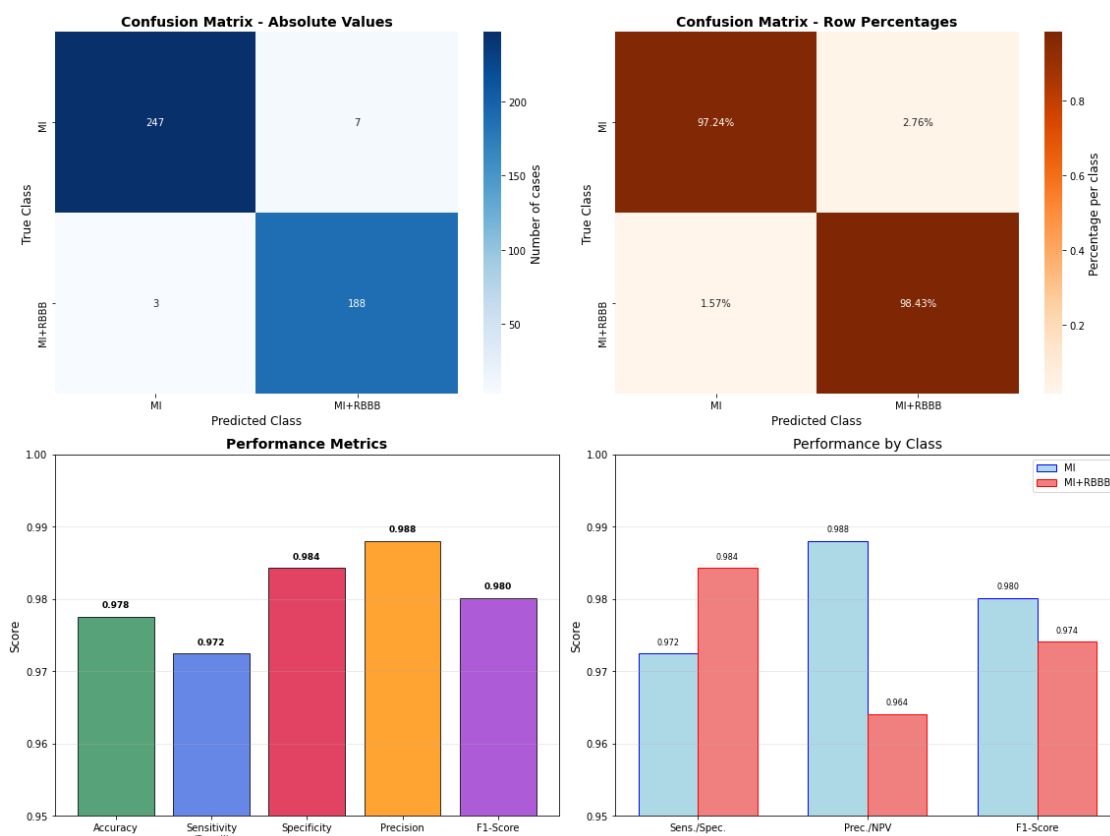 Confusion Matrix - Absolute Values
247
7
3
188
MI
MI+RBBB
True Class
MI
MI+RBBB
Predicted Class
200
150
100
50
Number of cases
Confusion Matrix - Row Percentages
97.24%
2.76%
1.57%
98.43%
MI
MI+RBBB
True Class
MI
MI+RBBB
Predicted Class
0.8
0.6
0.4
0.2
Percentage per class
Performance Metrics
1.00
0.99
0.98
0.97
0.96
0.95
Score
0.978
0.972
0.984
0.988
0.980
Accuracy
Sensitivity
Specificity
Precision
F1-Score
Performance by Class
MI
MI+RBBB
1.00
0.99
0.98
0.97
0.96
0.95
Score
0.972
0.984
0.988
0.964
0.980
0.974
Sens./Spec.
Prec./NPV
F1-Score